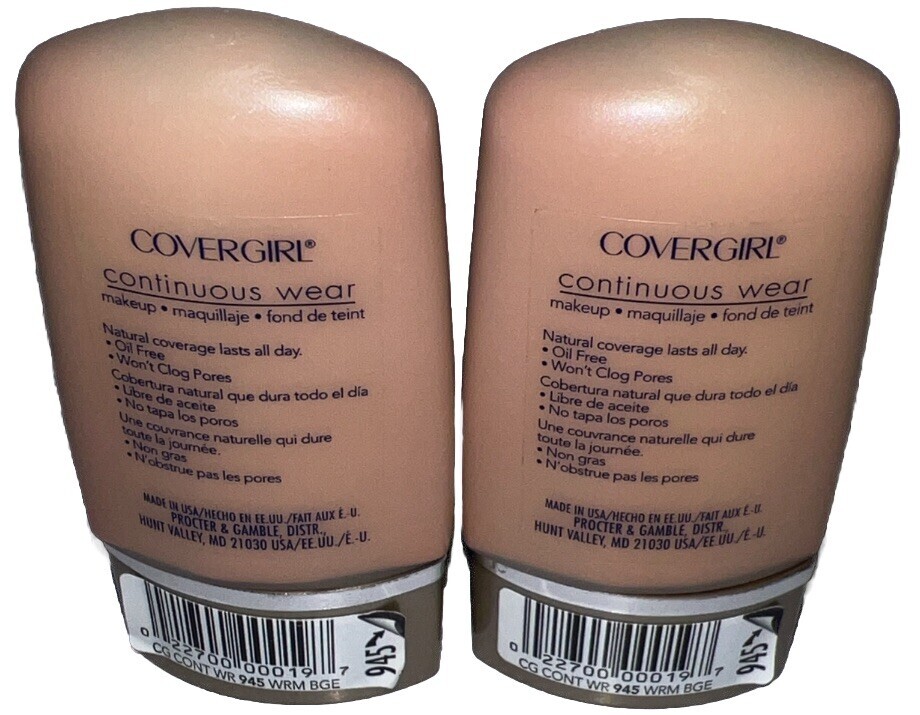 COVERGIRL®
continuous wear
makeup • maquillaje • fond de teint
Natural coverage lasts all day.
• Oil Free
• Won't Clog Pores
Cobertura natural que dura todo el día
• Libre de aceite
• No tapa los poros
Une couvrance naturelle qui dure
toute la journée.
• Non gras
• N'obstrue pas les pores
MADE IN USA/HECHO EN EE.UU./FAIT AUX É.-U.
PROCTER & GAMBLE, DISTR.,
HUNT VALLEY, MD 21030 USA/EE.UU./É.-U.
0 22700 00019 7
CG CONT WR 945 WRM BGE
945
COVERGIRL®
continuous wear
makeup • maquillaje • fond de teint
Natural coverage lasts all day.
• Oil Free
• Won't Clog Pores
Cobertura natural que dura todo el día
• Libre de aceite
• No tapa los poros
Une couvrance naturelle qui dure
toute la journée.
• Non gras
• N'obstrue pas les pores
MADE IN USA/HECHO EN EE.UU./FAIT AUX É.-U.
PROCTER & GAMBLE, DISTR.,
HUNT VALLEY, MD 21030 USA/EE.UU./É.-U.
0 22700 00019 7
CG CONT WR 945 WRM BGE
945